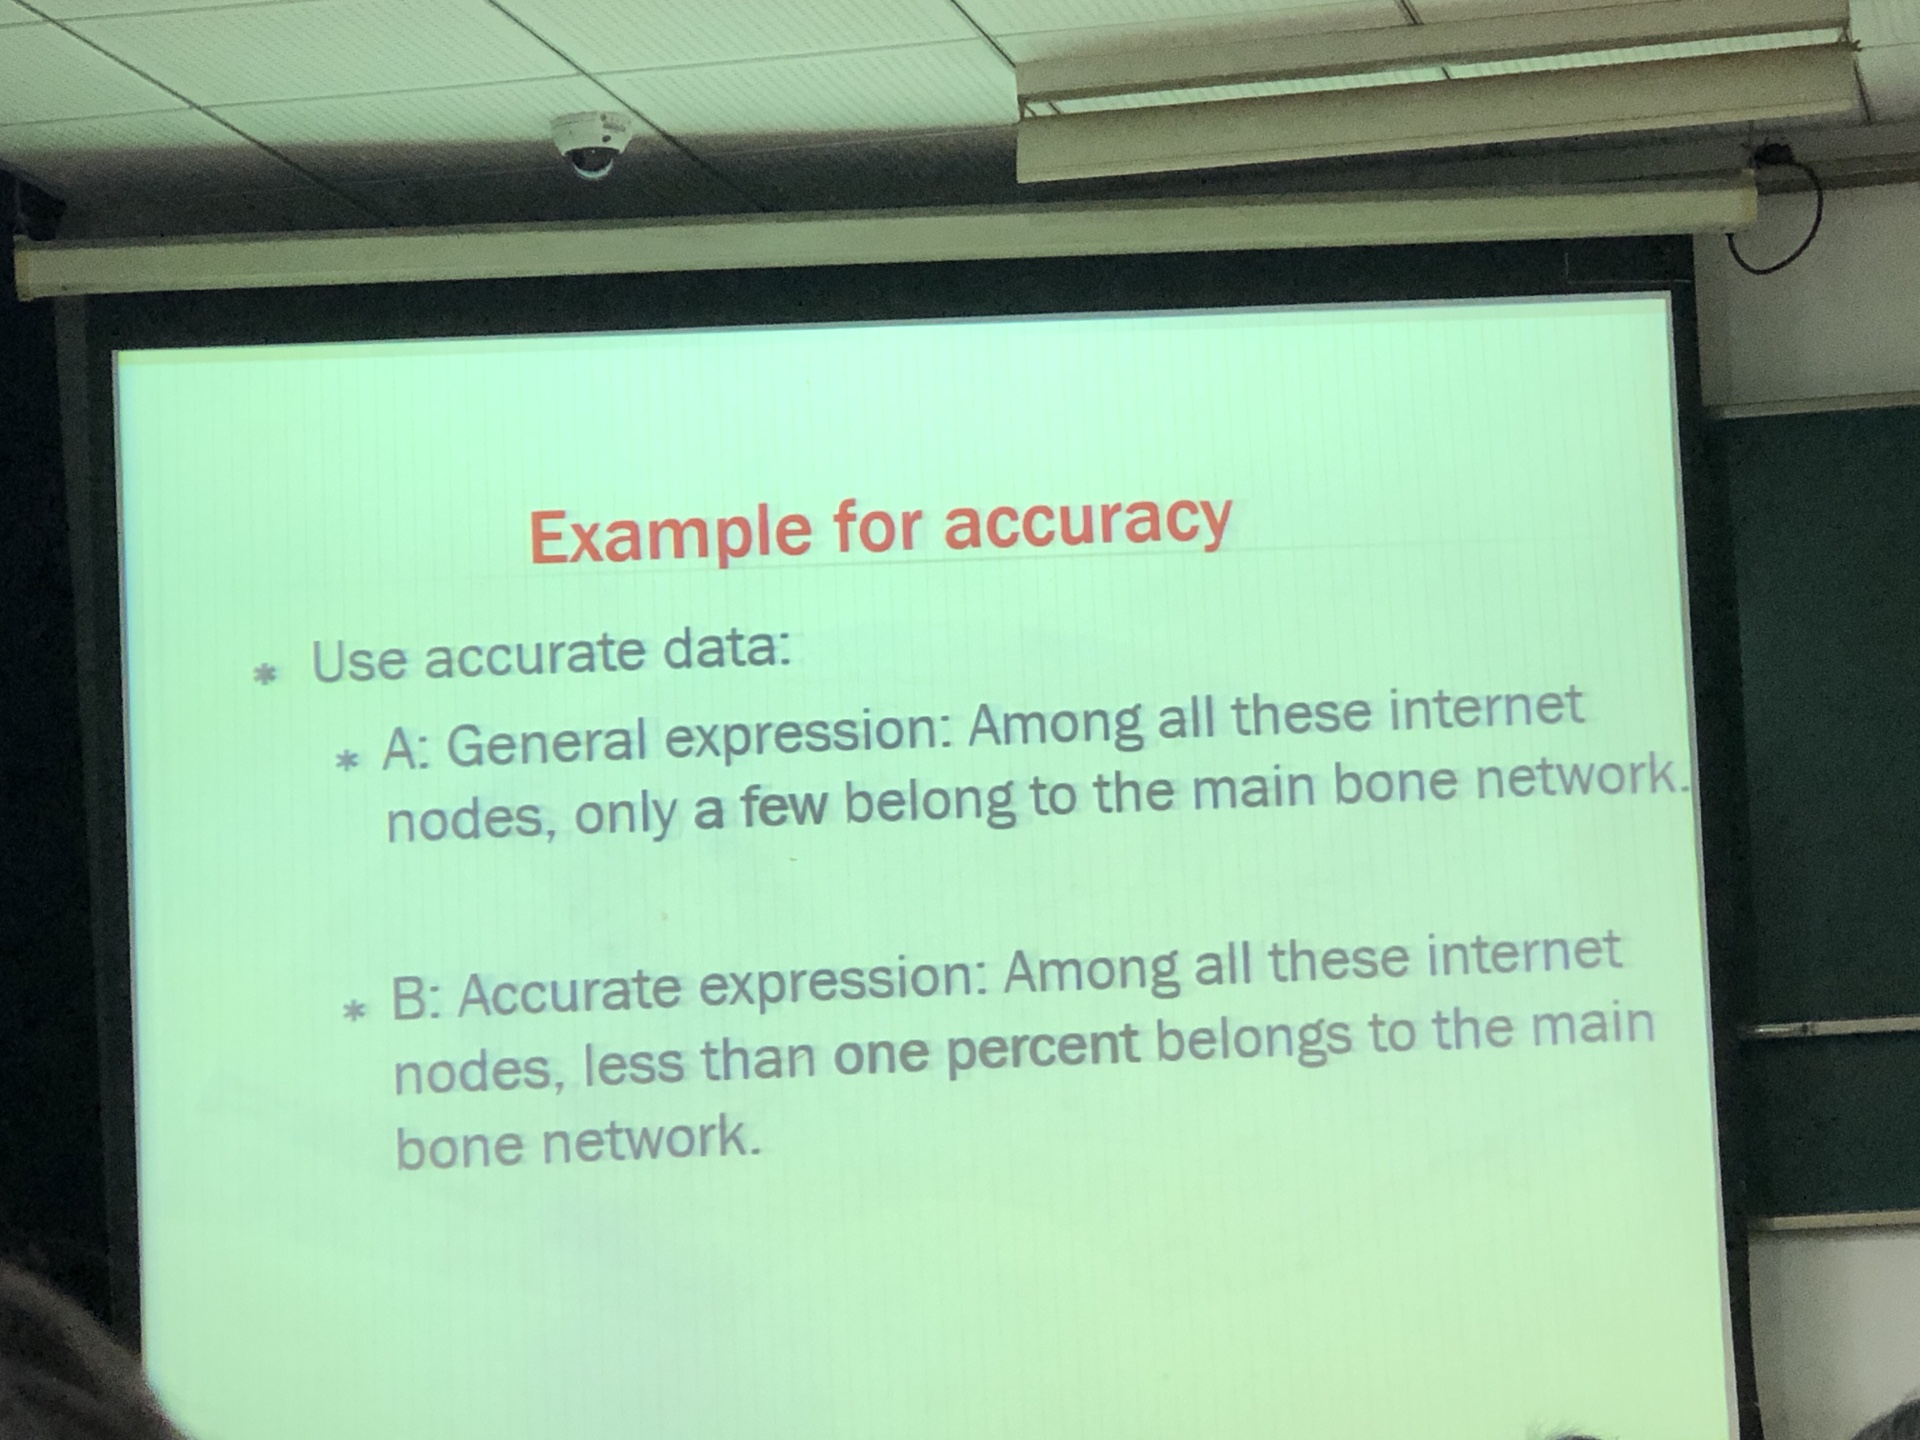 Example for accuracy
* Use accurate data:
* A: General expression: Among all these internet
nodes, only a few belong to the main bone network.
* B: Accurate expression: Among all these internet
nodes, less than one percent belongs to the main
bone network.